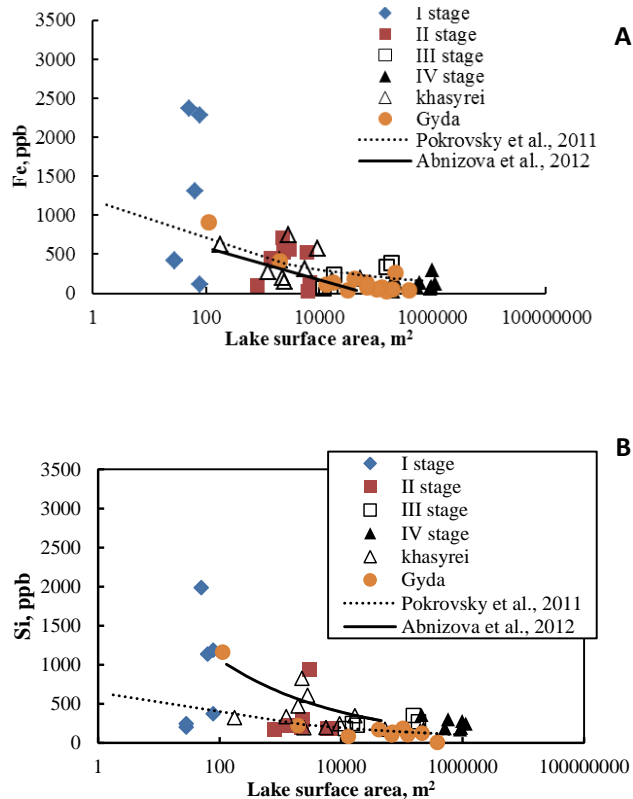 A
I stage
II stage
III stage
IV stage
khasyrei
Gyda
Pokrovsky et al., 2011
Abnizova et al., 2012
3500
3000
2500
2000
1500
1000
500
0
Fe, ppb
1
100
10000
1000000
100000000
Lake surface area, m²
B
I stage
II stage
III stage
IV stage
khasyrei
Gyda
Pokrovsky et al., 2011
Abnizova et al., 2012
3500
3000
2500
2000
1500
1000
500
0
Si, ppb
1
100
10000
1000000
100000000
Lake surface area, m²